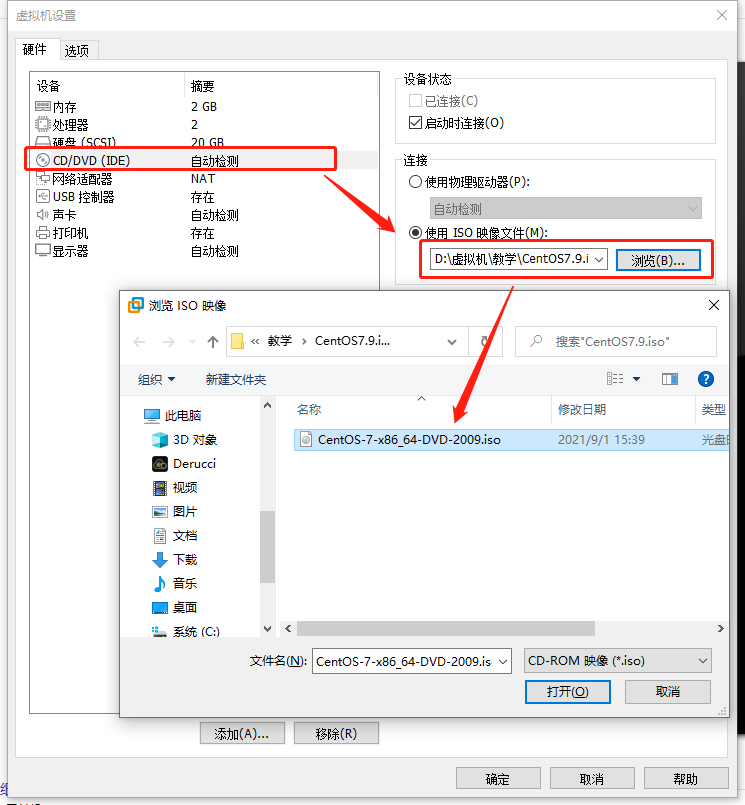 虚拟机设置
硬件 选项
设备 摘要
内存 2 GB
处理器 2
硬盘 (SCSI) 20 GB
CD/DVD (IDE) 自动检测
网络适配器 NAT
USB 控制器 存在
声卡 自动检测
打印机 存在
显示器 自动检测
设备状态
已连接(C)
启动时连接(O)
连接
使用物理驱动器(P):
自动检测
使用 ISO 映像文件(M):
D:\虚拟机\教学\CentOS7.9.i 浏览(B)...
浏览 ISO 映像
« 教学 › CentOS7.9.i... 搜索"CentOS7.9.iso"
组织 新建文件夹
名称 修改日期 类型
CentOS-7-x86_64-DVD-2009.iso 2021/9/1 15:39 光盘
此电脑
3D 对象
Derucci
视频
图片
文档
下载
音乐
桌面
系统 (C:)
文件名(N): CentOS-7-x86_64-DVD-2009.is CD-ROM 映像 (*.iso)
打开(O) 取消
添加(A)... 移除(R)
确定 取消 帮助